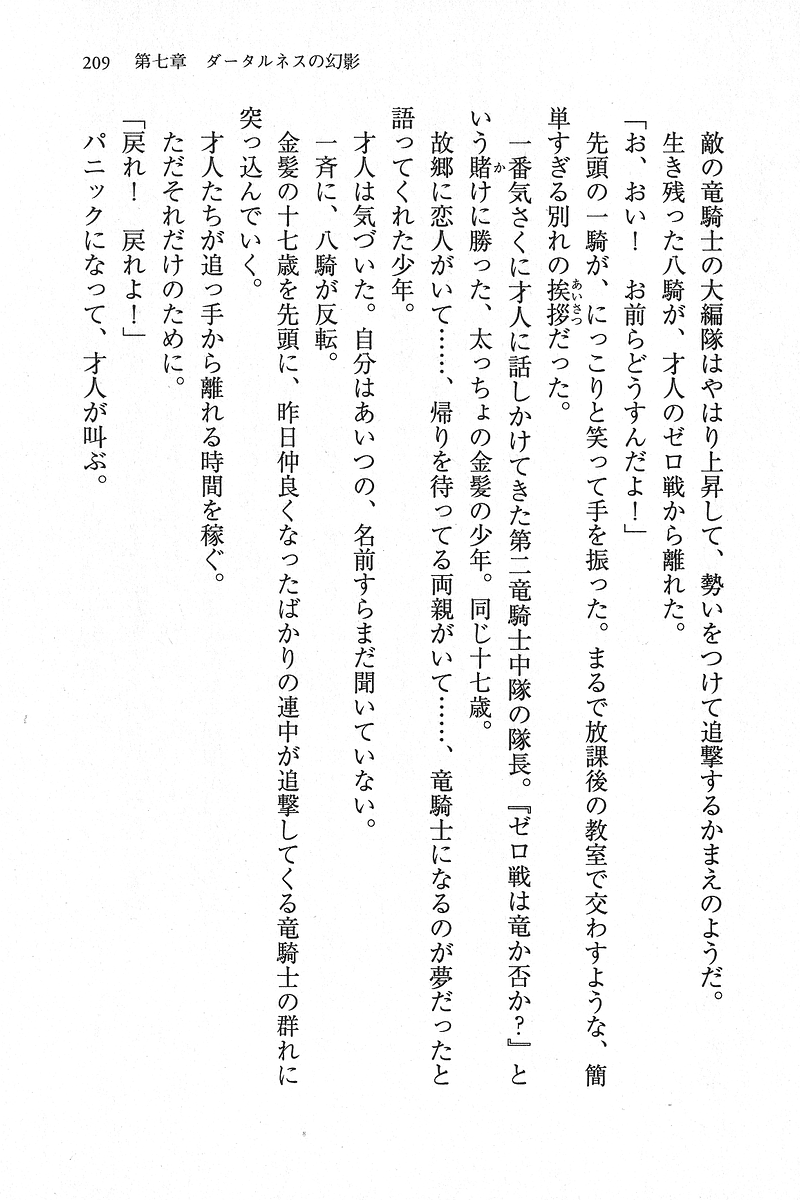 209　第七章　ダータルネスの幻影
敵の竜騎士の大編隊はやはり上昇して、勢いをつけて追撃するかまえのようだ。
生き残った八騎が、才人のゼロ戦から離れた。
「お、おい！　お前らどうすんだよ！」
先頭の一騎が、にっこりと笑って手を振った。まるで放課後の教室で交わすような、簡
単すぎる別れの挨拶だった。
一番気さくに才人に話しかけてきた第二竜騎士中隊の隊長。『ゼロ戦は竜か否か？』と
いう賭けに勝った、太っちょの金髪の少年。同じ十七歳。
故郷に恋人がいて……、帰りを待ってる両親がいて……、竜騎士になるのが夢だったと
語ってくれた少年。
才人は気づいた。自分はあいつの、名前すらまだ聞いていない。
一斉に、八騎が反転。
金髪の十七歳を先頭に、昨日仲良くなったばかりの連中が追撃してくる竜騎士の群れに
突っ込んでいく。
才人たちが追っ手から離れる時間を稼ぐ。
ただそれだけのために。
「戻れ！　戻れよ！」
パニックになって、才人が叫ぶ。